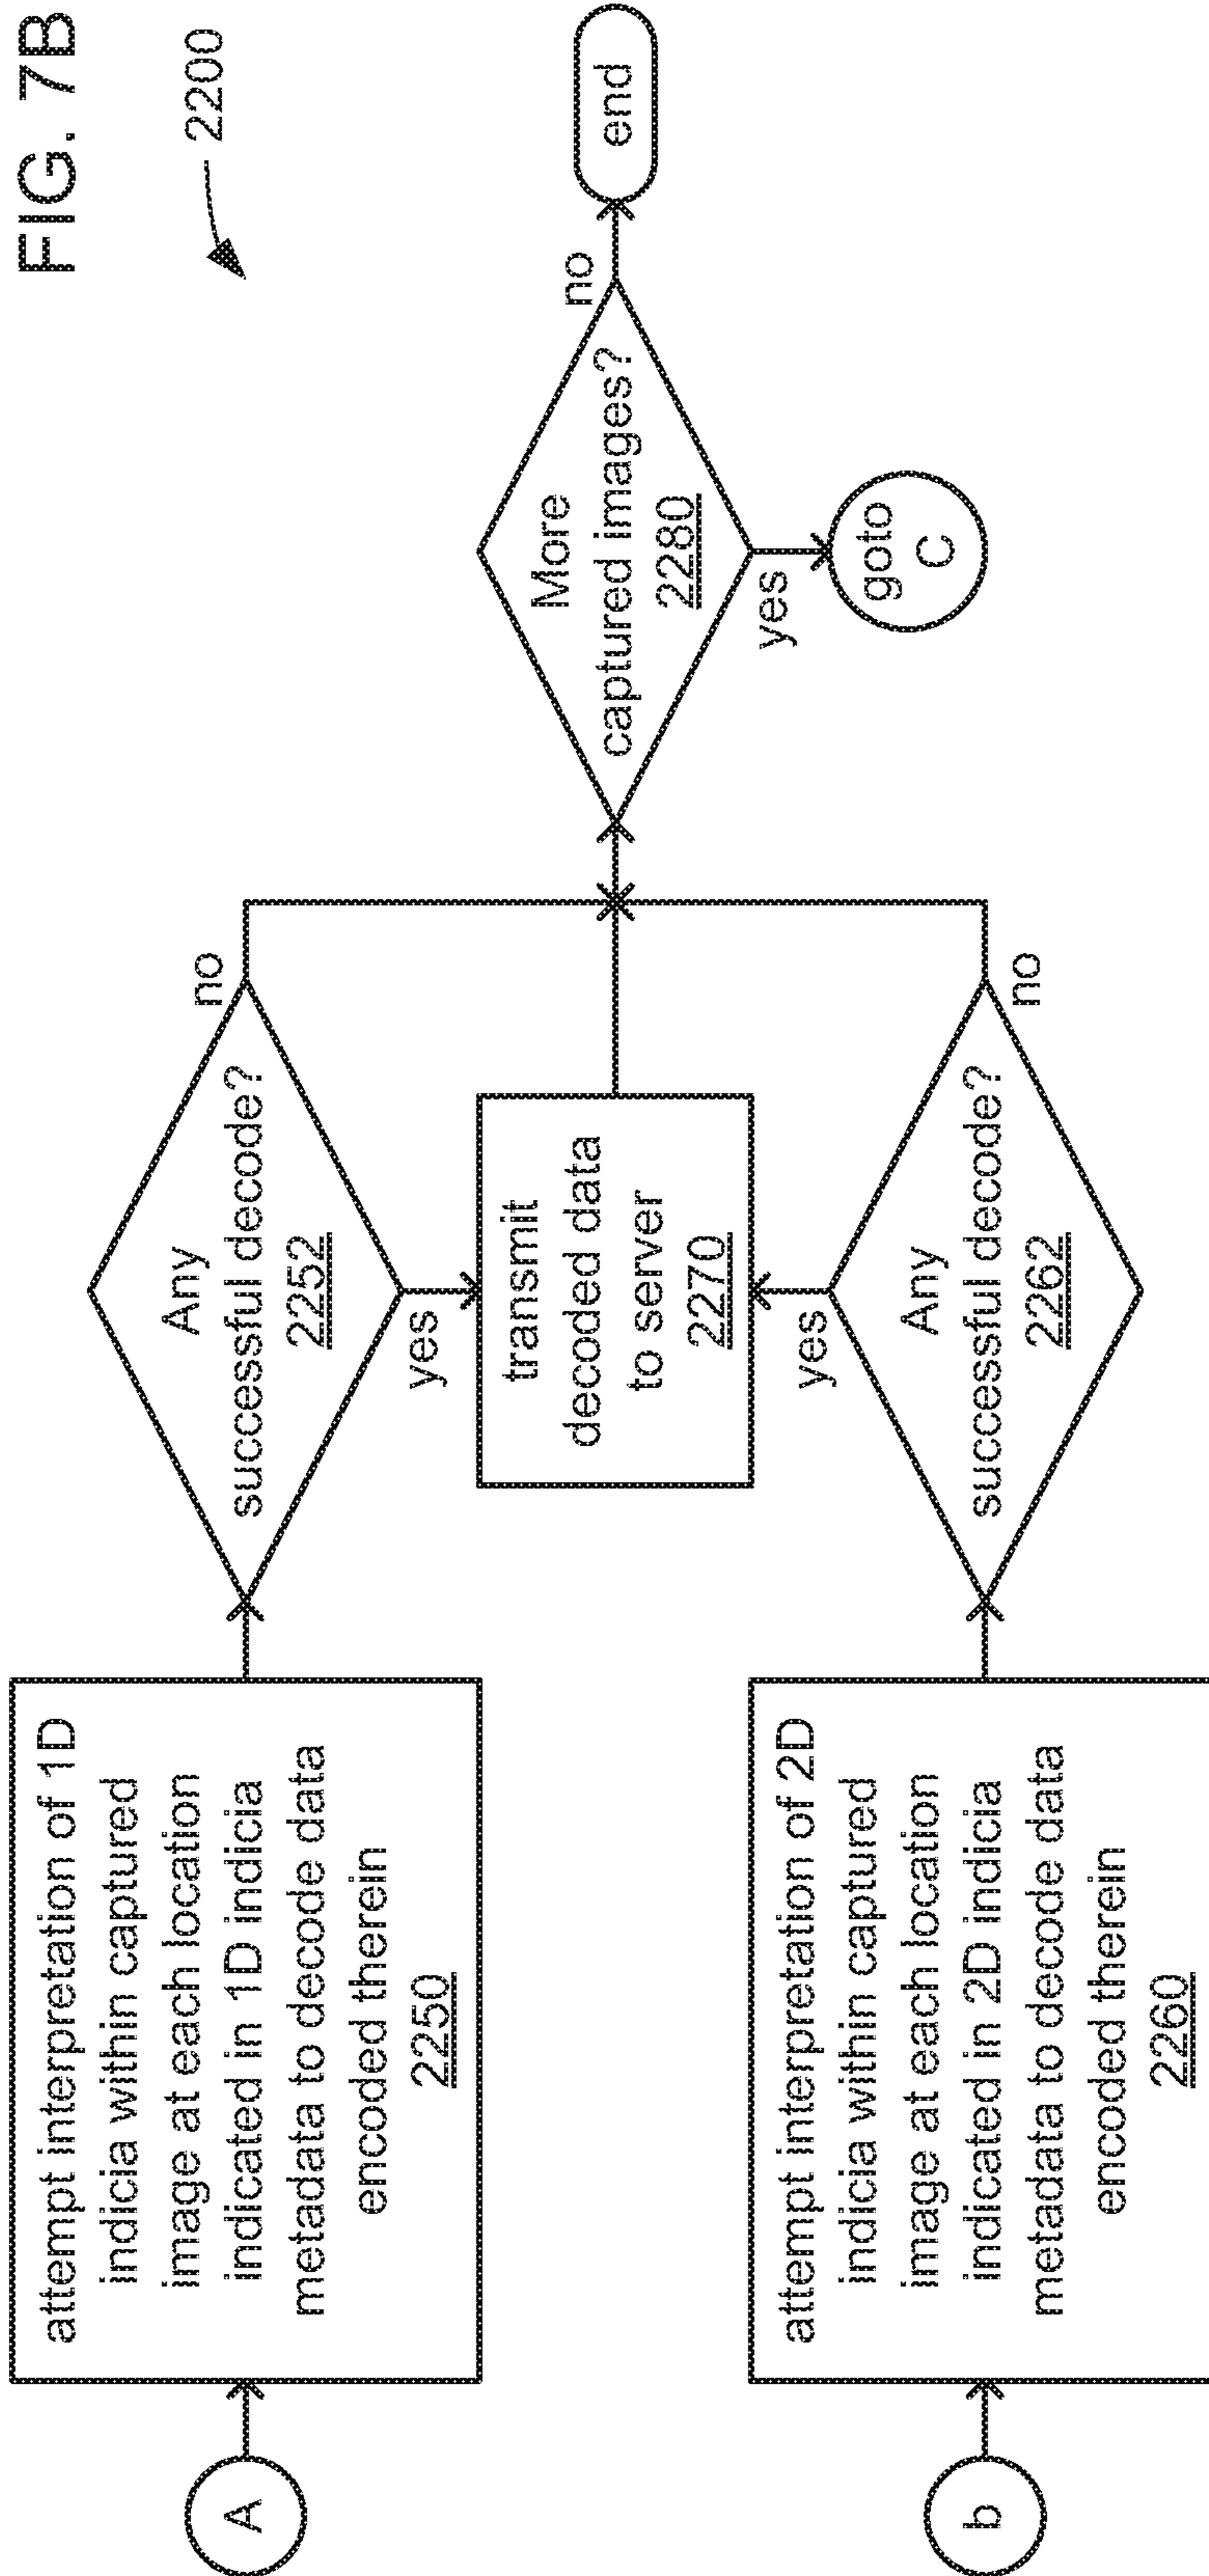 FIG. 7B
2200
A
attempt interpretation of 1D
indicia within captured
image at each location
indicated in 1D indicia
metadata to decode data
encoded therein
2250
Any
successful decode?
2252
no
yes
transmit
decoded data
to server
2270
b
attempt interpretation of 2D
indicia within captured
image at each location
indicated in 2D indicia
metadata to decode data
encoded therein
2260
Any
successful decode?
2262
no
yes
More
captured images?
2280
no
yes
end
goto
C